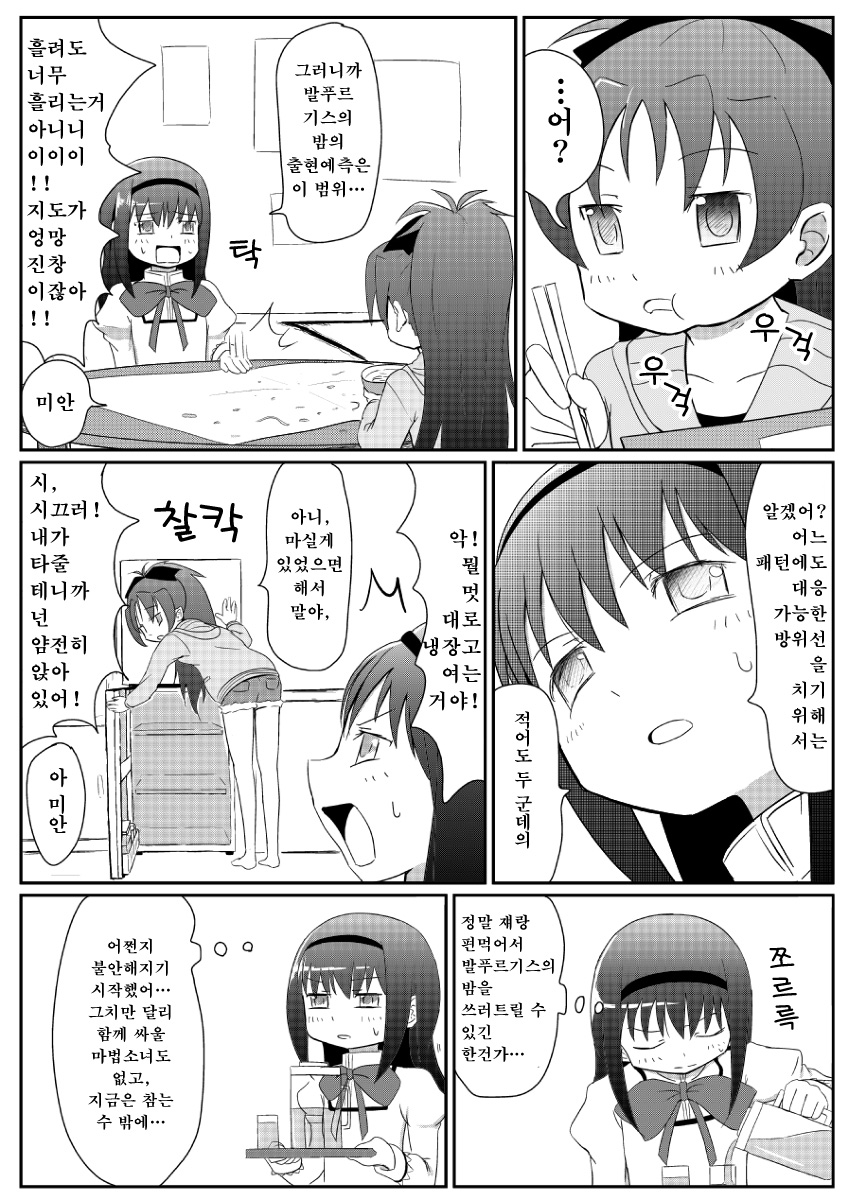 …어?
우걱
우걱
그러니까
발푸르
기스의
밤의
출현예측은
이 범위…
탁
흘려도
너무
흘리는거
아니니
이이이
!!
지도가
엉망
진창
이잖아
!!
미안
알겠어?
어느
패턴에도
대응
가능한
방위선
을
치기
위해
서는
적어도 두 군데의
악!
뭘
멋
대로
냉장고
여는
거야!
아니,
마실게
있었으면
해서
말야,
찰칵
시,
시끄러!
내가
타줄
테니까
넌
얌전히
앉아
있어!
아 미안
쪼르륵
정말 쟤랑
편먹어서
발푸르기스의
밤을
쓰러트릴 수
있긴
한건가…
어쩐지
불안해지기
시작했어…
그치만 달리
함께 싸울
마법소녀도
없고,
지금은 참는
수 밖에…